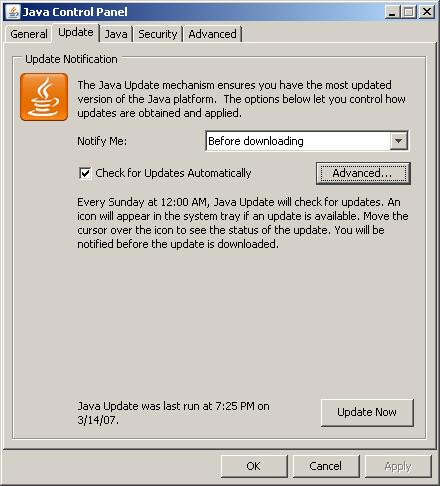 Java Control Panel
General Update Java Security Advanced
Update Notification
The Java Update mechanism ensures you have the most updated
version of the Java platform. The options below let you control how
updates are obtained and applied.
Notify Me: Before downloading
Check for Updates Automatically Advanced...
Every Sunday at 12:00 AM, Java Update will check for updates. An
icon will appear in the system tray if an update is available. Move the
cursor over the icon to see the status of the update. You will be
notified before the update is downloaded.
Java Update was last run at 7:25 PM on
3/14/07.
Update Now
OK Cancel Apply